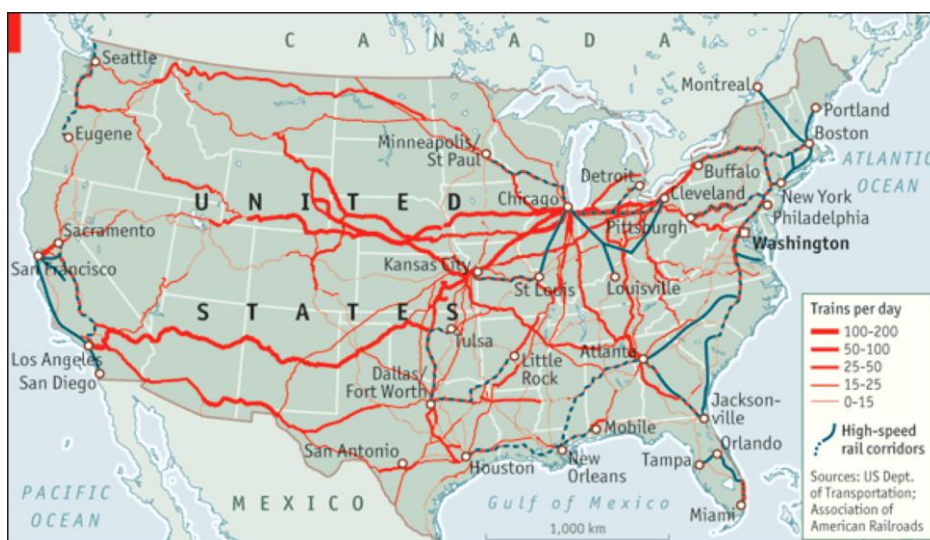 CANADA
Seattle
Montreal
Portland
Eugene
Minneapolis/
St Paul
Boston
Detroit
Buffalo
ATLANTIC
OCEAN
UNITED
Chicago
Cleveland
New York
Philadelphia
Pittsburgh
Sacramento
Washington
San Francisco
Kansas City
St Louis
Louisville
STATES
Trains per day
100-200
50-100
25-50
15-25
0-15
High-speed
rail corridors
Sources: US Dept.
of Transportation;
Association of
American Railroads
Tulsa
Los Angeles
San Diego
Little
Rock
Atlanta
Dallas/
Fort Worth
Jackson-
ville
Mobile
Orlando
San Antonio
Houston
New
Orleans
Tampa
PACIFIC
OCEAN
MEXICO
Gulf of Mexico
Miami
1,000 km